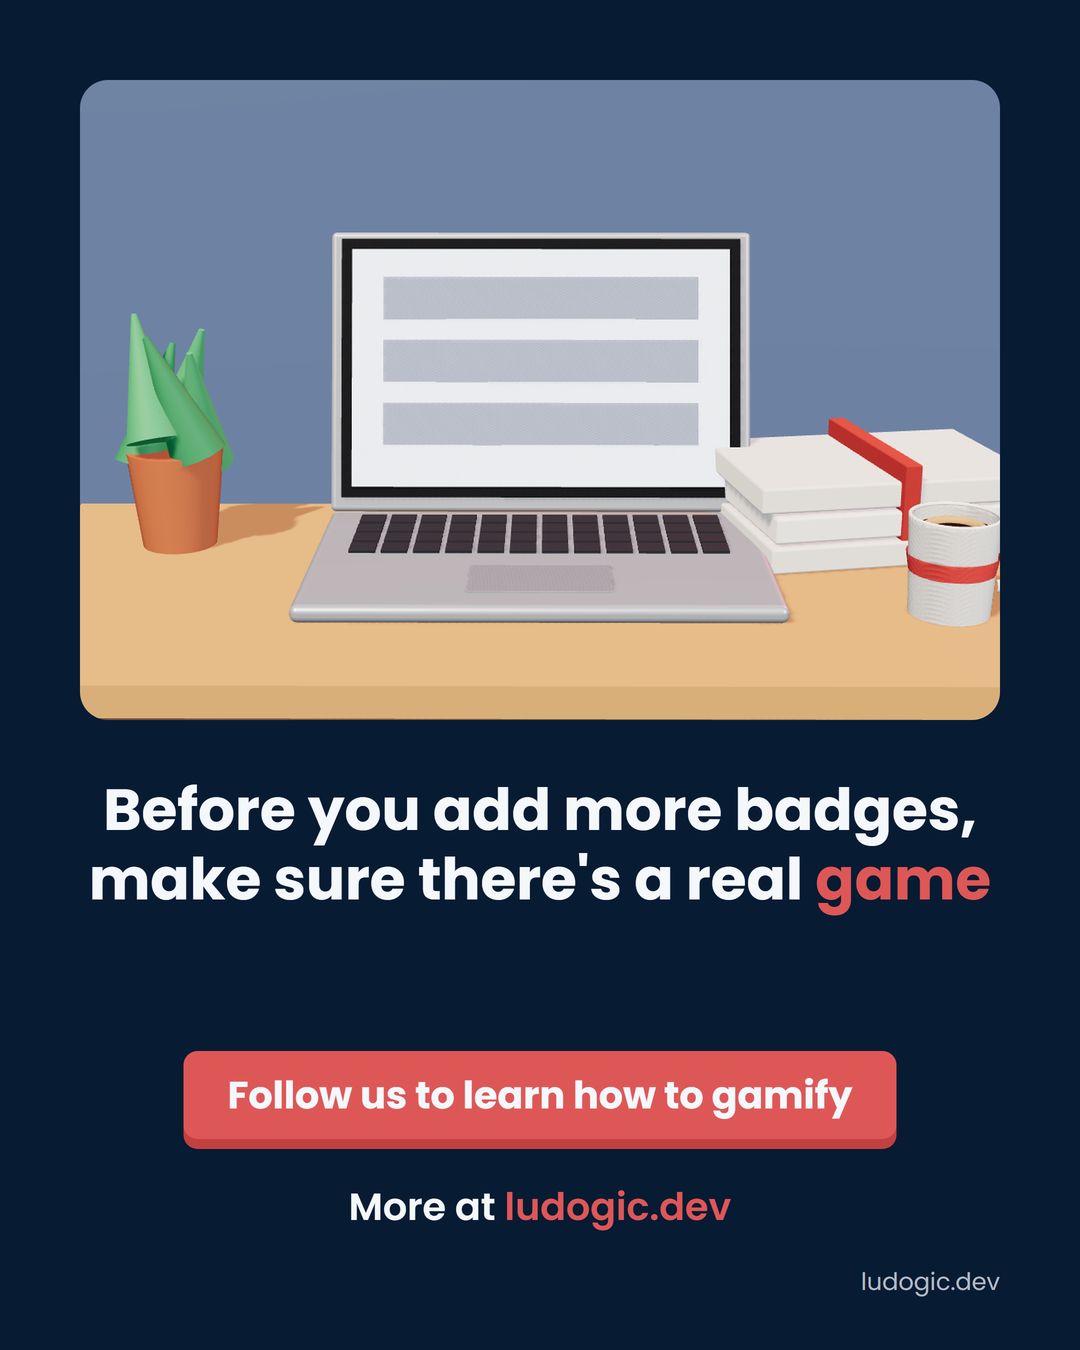 Before you add more badges,
make sure there's a real game
Follow us to learn how to gamify
More at ludogic.dev
ludogic.dev